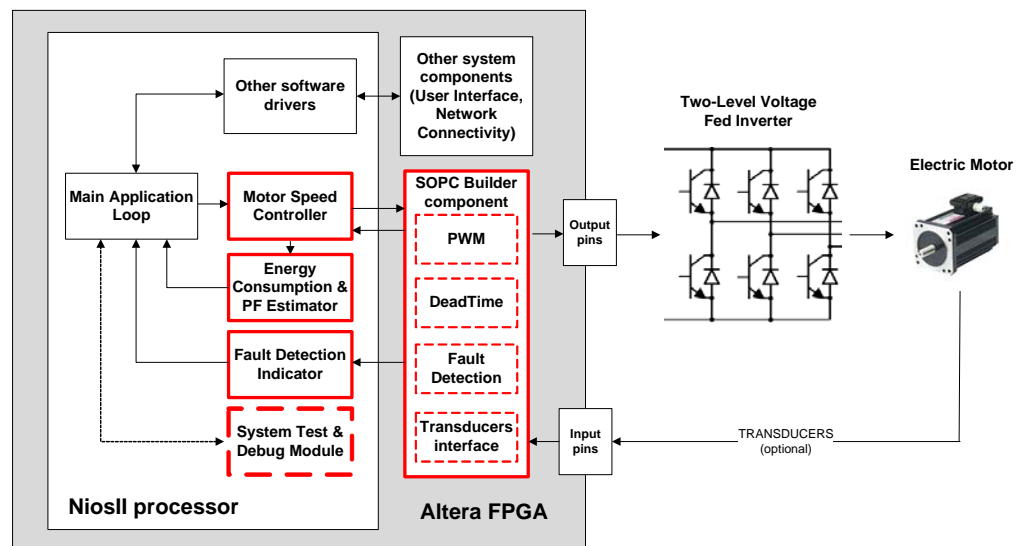 Other software
drivers
Other system
components
(User Interface,
Network
Connectivity)
Two-Level Voltage
Fed Inverter
Electric Motor
Main Application
Loop
Motor Speed
Controller
SOPC Builder
component
PWM
Output
pins
Energy
Consumption &
PF Estimator
DeadTime
Fault Detection
Indicator
Fault
Detection
System Test &
Debug Module
Transducers
interface
Input
pins
TRANSDUCERS
(optional)
NiosII processor
Altera FPGA